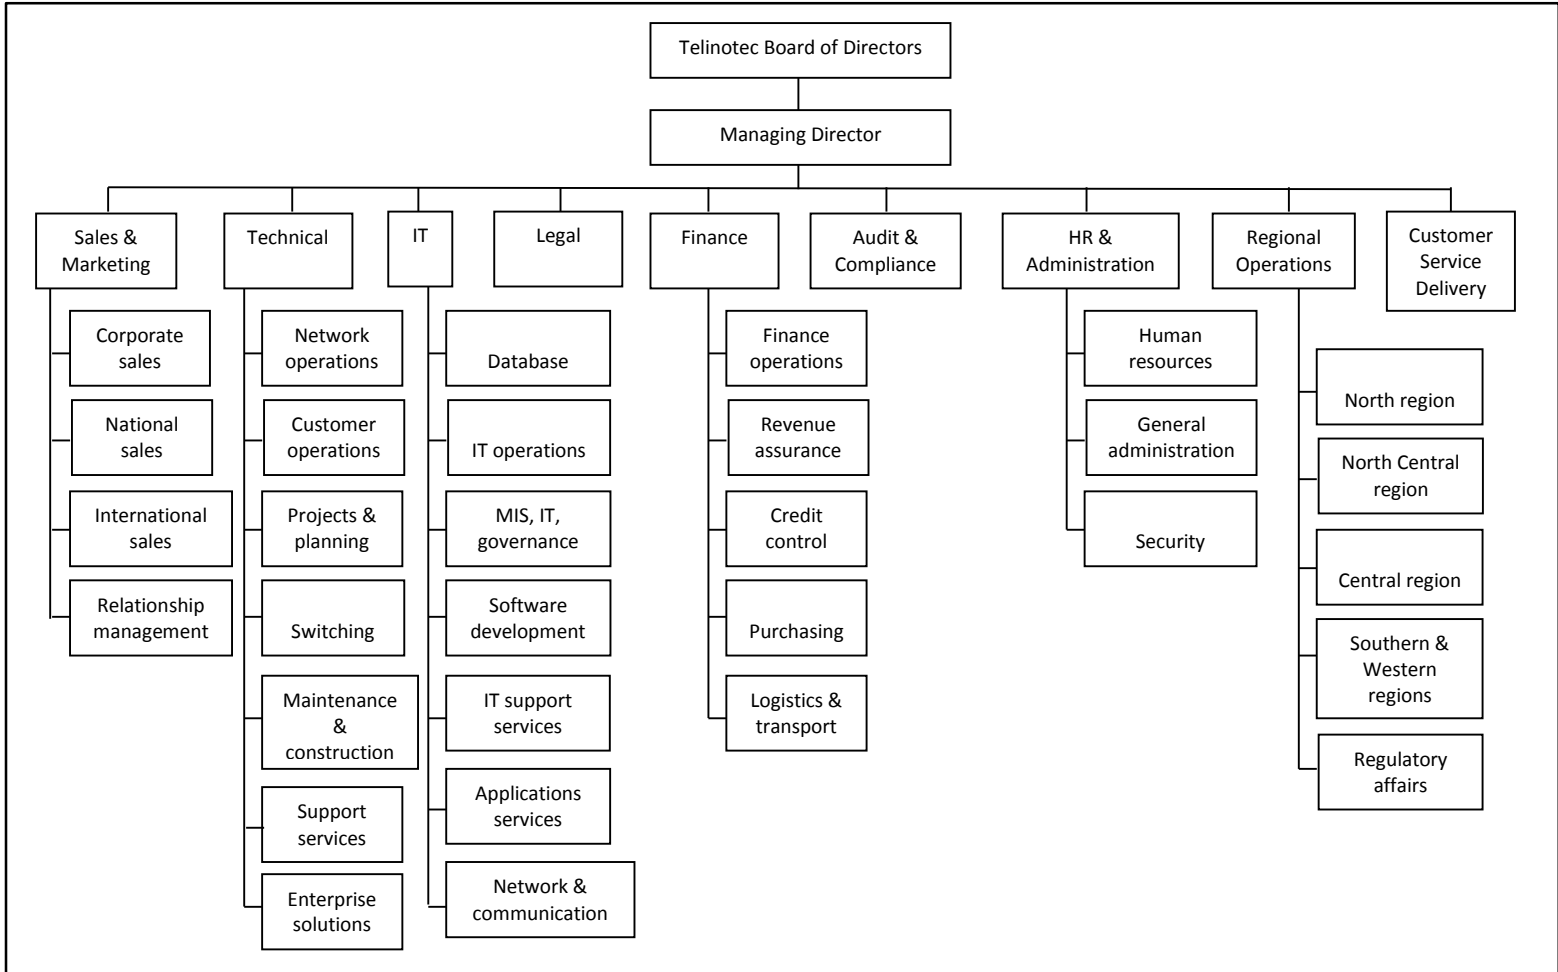 Telinotec Board of Directors
Managing Director
Sales &
Marketing
Technical
IT
Legal
Finance
Audit &
Compliance
HR &
Administration
Regional
Operations
Customer
Service
Delivery
Corporate
sales
National
sales
International
sales
Relationship
management
Network
operations
Customer
operations
Projects &
planning
Switching
Maintenance
&
construction
Support
services
Enterprise
solutions
Database
IT operations
MIS, IT,
governance
Software
development
IT support
services
Applications
services
Network &
communication
Finance
operations
Revenue
assurance
Credit
control
Purchasing
Logistics &
transport
Human
resources
General
administration
Security
North region
North Central
region
Central region
Southern &
Western
regions
Regulatory
affairs